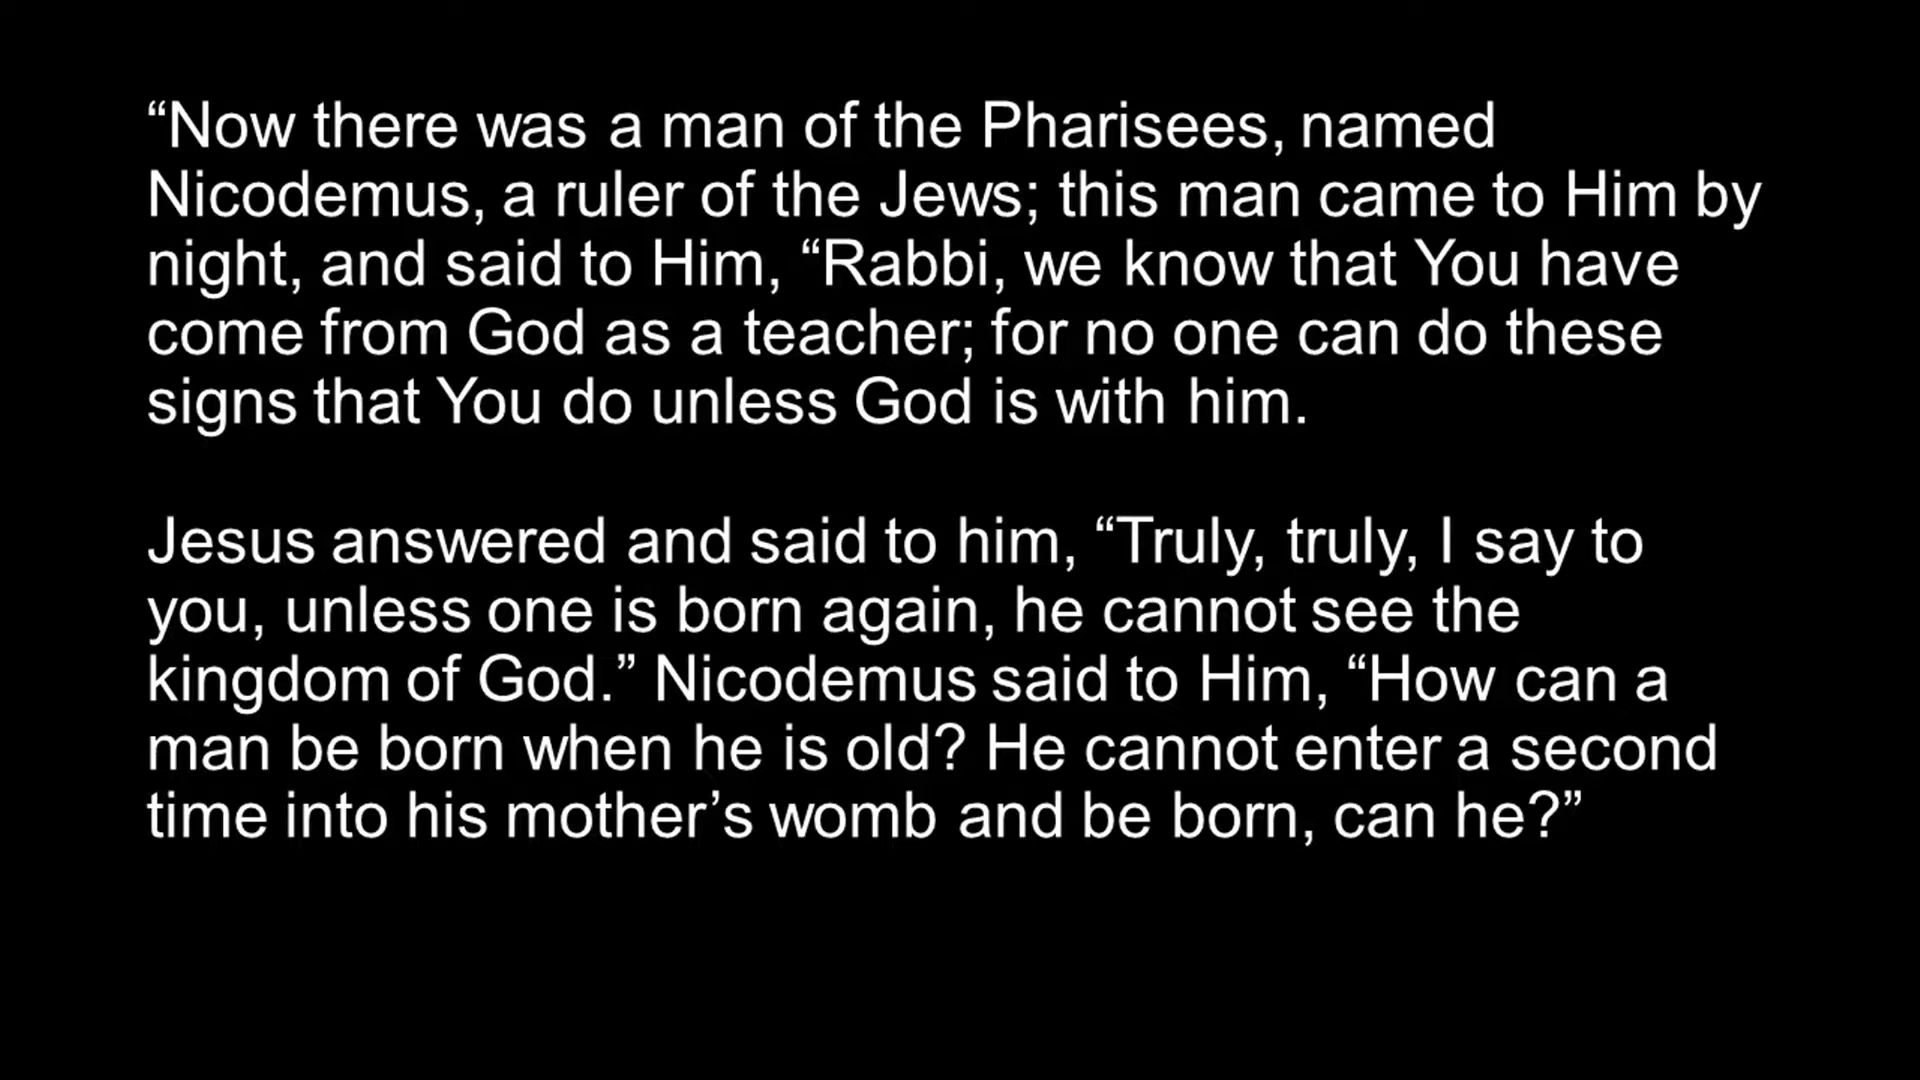 “Now there was a man of the Pharisees, named
Nicodemus, a ruler of the Jews; this man came to Him by
night, and said to Him, “Rabbi, we know that You have
come from God as a teacher; for no one can do these
signs that You do unless God is with him.
Jesus answered and said to him, “Truly, truly, I say to
you, unless one is born again, he cannot see the
kingdom of God.” Nicodemus said to Him, “How can a
man be born when he is old? He cannot enter a second
time into his mother’s womb and be born, can he?”